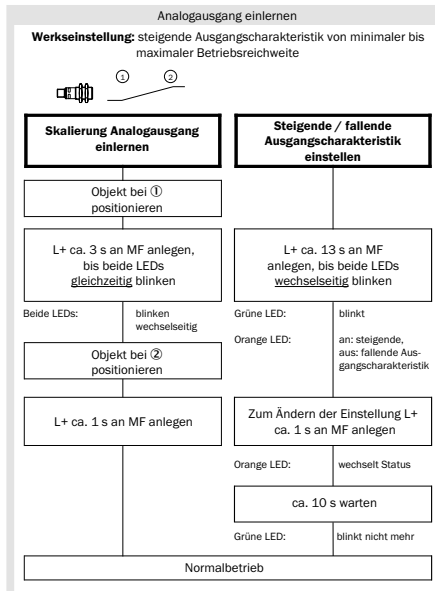 Analogausgang einlernen
Werkseinstellung: steigende Ausgangscharakteristik von minimaler bis
maximaler Betriebsreichweite
① ②
Skalierung Analogausgang
einlernen
Objekt bei ①
positionieren
L+ ca. 3 s an MF anlegen,
bis beide LEDs
gleichzeitig blinken
Beide LEDs: blinken
wechselseitig
Objekt bei ②
positionieren
L+ ca. 1 s an MF anlegen
Steigende / fallende
Ausgangscharakteristik
einstellen
L+ ca. 13 s an MF
anlegen, bis beide LEDs
wechselseitig blinken
Grüne LED: blinkt
Orange LED: an: steigende,
aus: fallende Aus-
gangscharakteristik
Zum Ändern der Einstellung L+
ca. 1 s an MF anlegen
Orange LED: wechselt Status
ca. 10 s warten
Grüne LED: blinkt nicht mehr
Normalbetrieb